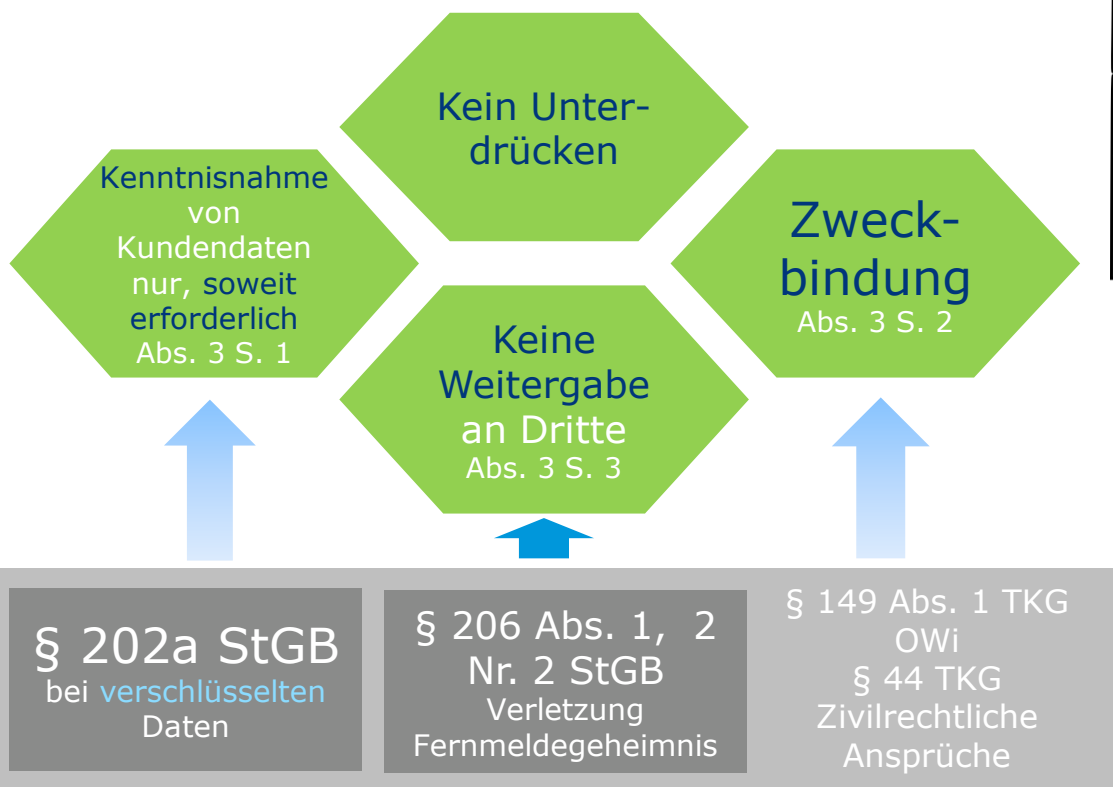 Kein Unter-
drücken
Kenntnisnahme
von
Kundendaten
nur, soweit
erforderlich
Abs. 3 S. 1
Zweck-
bindung
Abs. 3 S. 2
Keine
Weitergabe
an Dritte
Abs. 3 S. 3
§ 202a StGB
bei verschlüsselten
Daten
§ 206 Abs. 1, 2
Nr. 2 StGB
Verletzung
Fernmeldegeheimnis
§ 149 Abs. 1 TKG
OWi
§ 44 TKG
Zivilrechtliche
Ansprüche